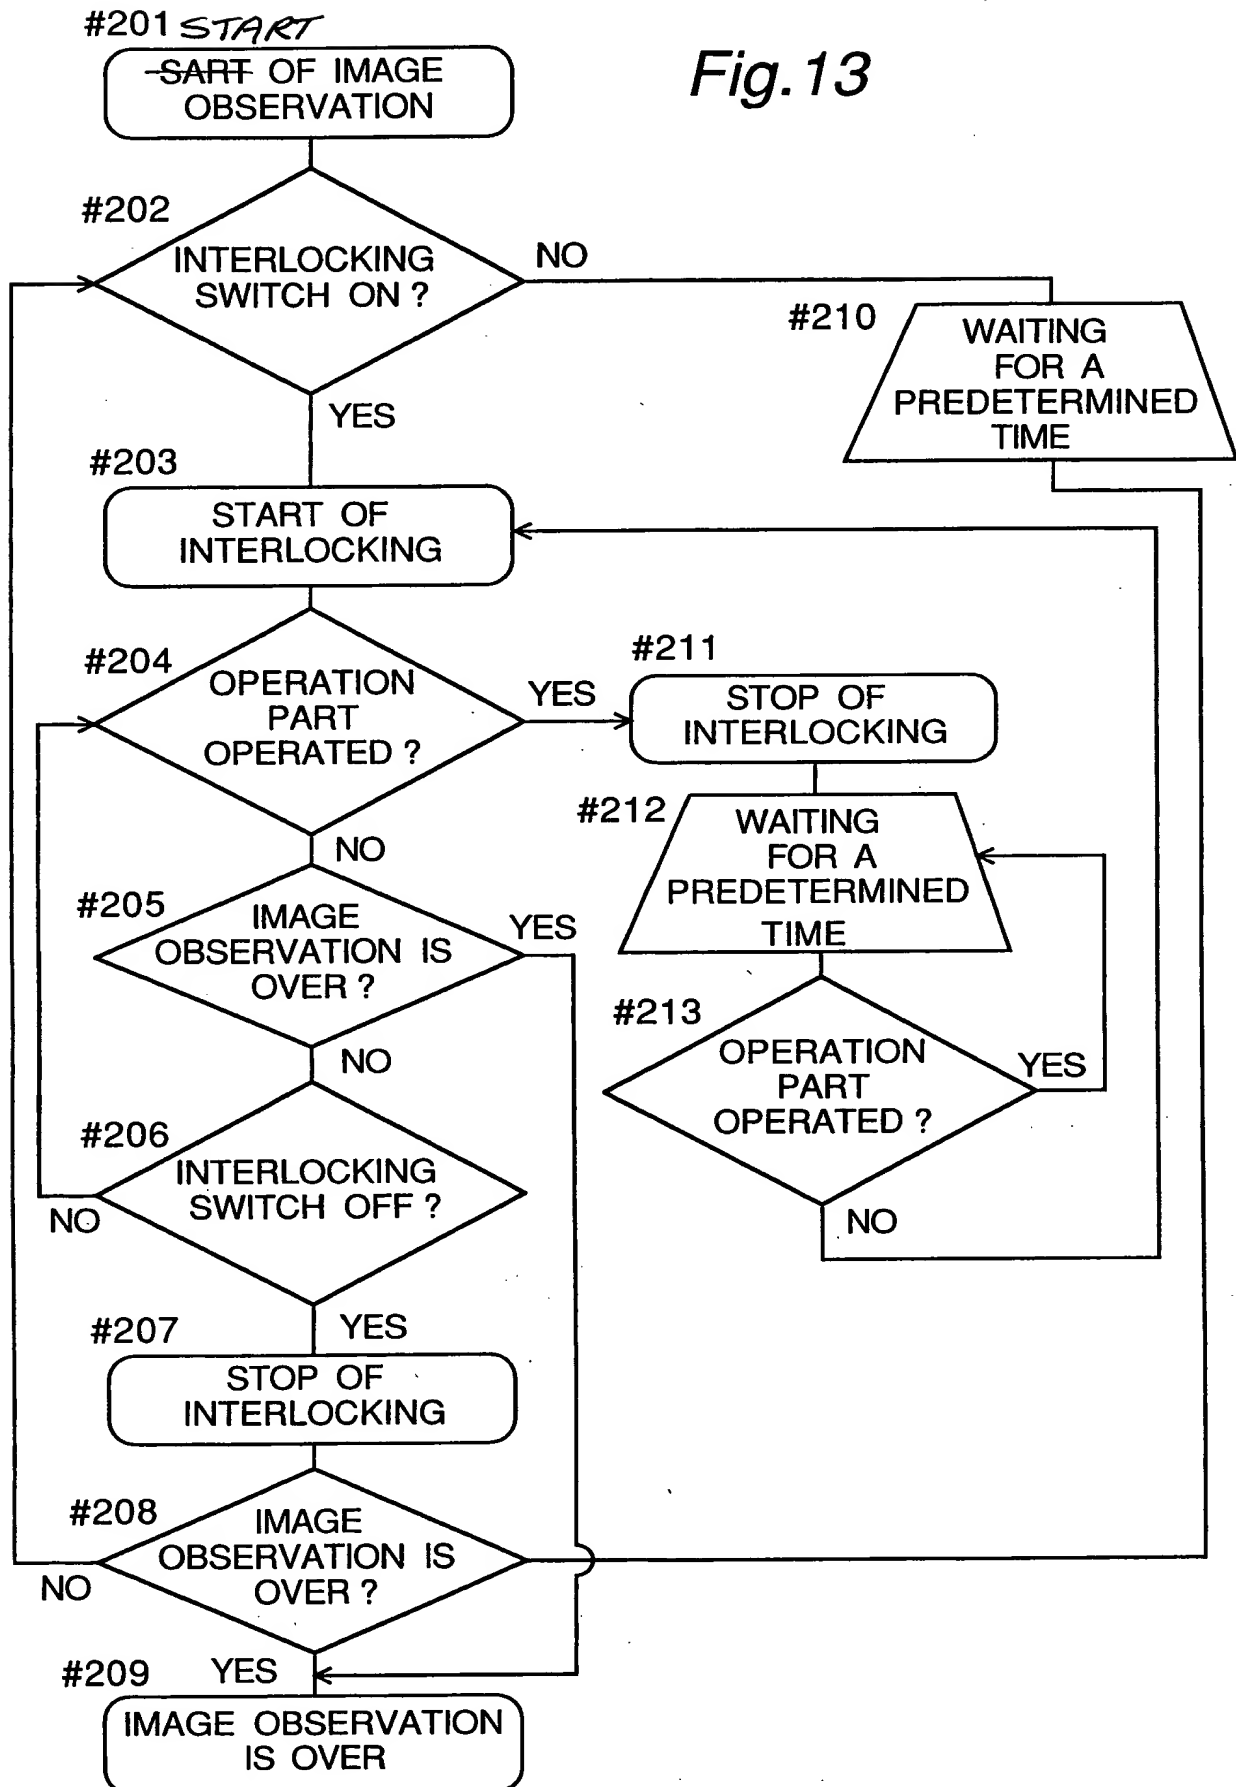 #201 START
SART OF IMAGE
OBSERVATION
Fig.13
#202
INTERLOCKING
SWITCH ON ?
NO
YES
#210
WAITING
FOR A
PREDETERMINED
TIME
#203
START OF
INTERLOCKING
#204
OPERATION
PART
OPERATED ?
YES
NO
#211
STOP OF
INTERLOCKING
#212
WAITING
FOR A
PREDETERMINED
TIME
#205
IMAGE
OBSERVATION IS
OVER ?
YES
NO
#213
OPERATION
PART
OPERATED ?
YES
NO
#206
INTERLOCKING
SWITCH OFF ?
NO
YES
#207
STOP OF
INTERLOCKING
#208
IMAGE
OBSERVATION IS
OVER ?
NO
YES
#209
IMAGE OBSERVATION
IS OVER